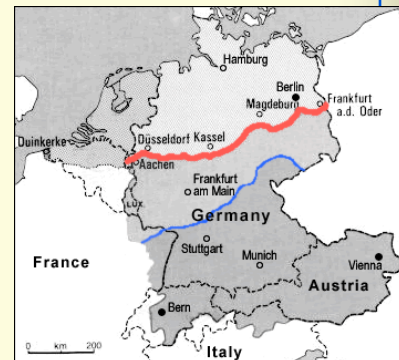 Hamburg
Berlin
Magdeburg
Frankfurt
a.d. Oder
Duinkerke
Düsseldorf Kassel
Aachen
Frankfurt
am Main
LUX.
Germany
Stuttgart
Munich
France
Vienna
Austria
Bern
0 km 200
Italy